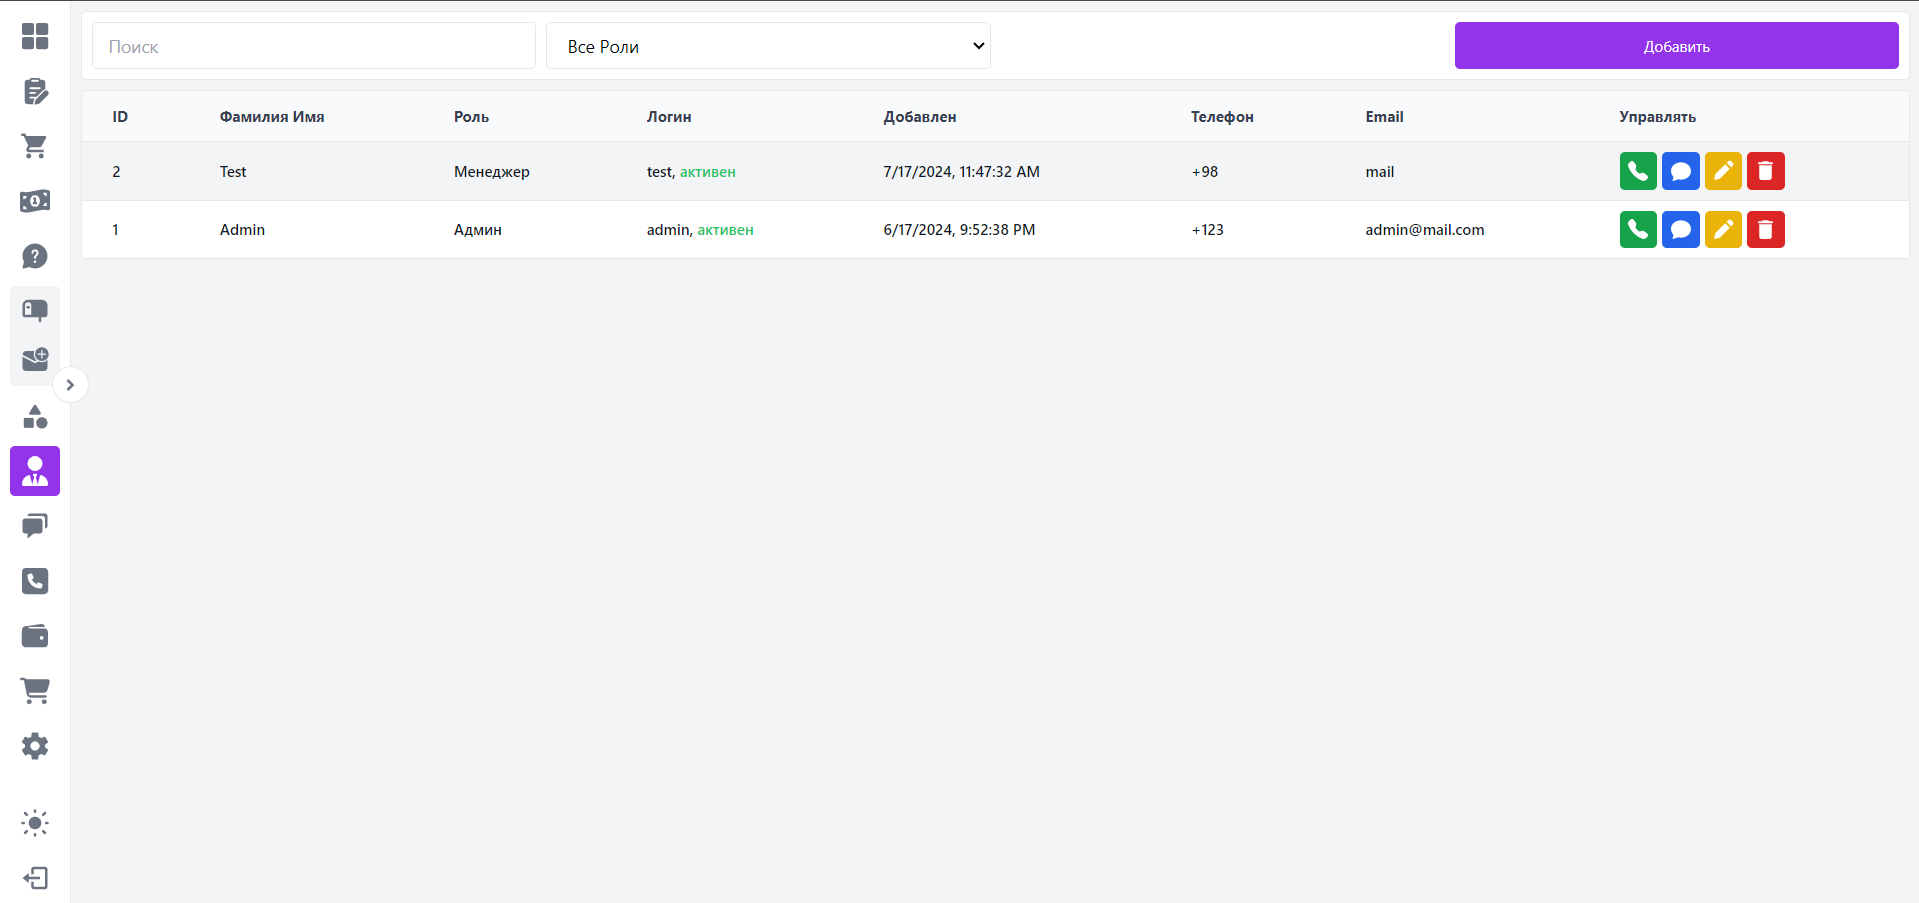 Поиск Все Роли Добавить
ID Фамилия Имя Роль Логин Добавлен Телефон Email Управлять
2 Test Менеджер test, активен 7/17/2024, 11:47:32 AM +98 mail
1 Admin Админ admin, активен 6/17/2024, 9:52:38 PM +123 admin@mail.com